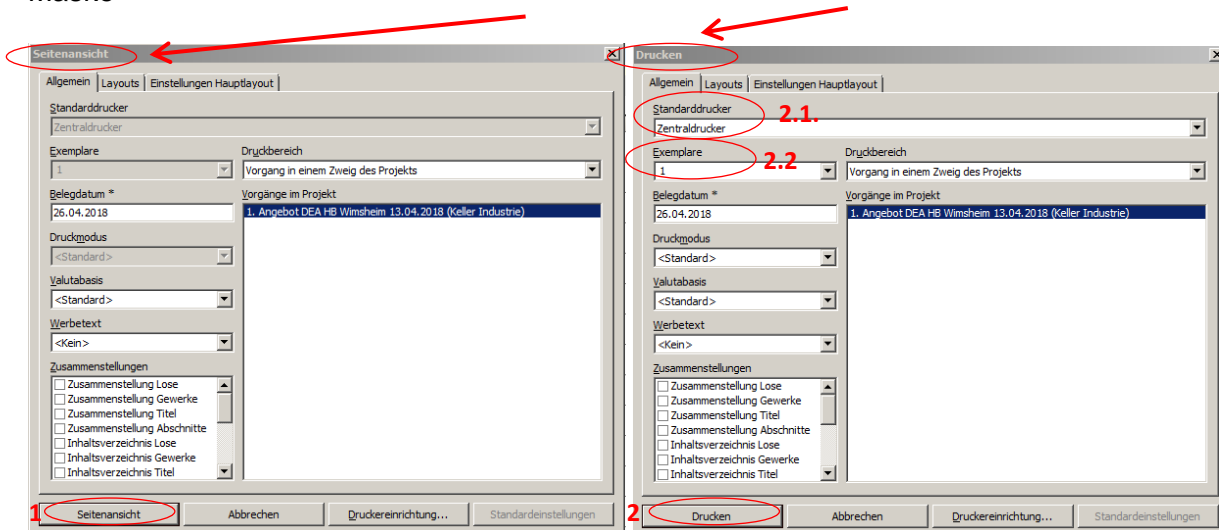 Seitenansicht
Allgemein Layouts Einstellungen Hauptlayout
Standarddrucker
Zentraldrucker
Exemplare Druckbereich
1 Vorgang in einem Zweig des Projekts
Belegdatum * Vorgänge im Projekt
26.04.2018 1. Angebot DEA HB Wimsheim 13.04.2018 (Keller Industrie)
Druckmodus
<Standard>
Valutabasis
<Standard>
Werbetext
<Kein>
Zusammenstellungen
Zusammenstellung Lose
Zusammenstellung Gewerke
Zusammenstellung Titel
Zusammenstellung Abschnitte
Inhaltsverzeichnis Lose
Inhaltsverzeichnis Gewerke
Inhaltsverzeichnis Titel
1 Seitenansicht Abbrechen Druckereinrichtung... Standardeinstellungen
Drucken
Allgemein Layouts Einstellungen Hauptlayout
Standarddrucker 2.1.
Zentraldrucker
Exemplare 2.2 Druckbereich
1 Vorgang in einem Zweig des Projekts
Belegdatum * Vorgänge im Projekt
26.04.2018 1. Angebot DEA HB Wimsheim 13.04.2018 (Keller Industrie)
Druckmodus
<Standard>
Valutabasis
<Standard>
Werbetext
<Kein>
Zusammenstellungen
Zusammenstellung Lose
Zusammenstellung Gewerke
Zusammenstellung Titel
Zusammenstellung Abschnitte
Inhaltsverzeichnis Lose
Inhaltsverzeichnis Gewerke
Inhaltsverzeichnis Titel
2 Drucken Abbrechen Druckereinrichtung... Standardeinstellungen